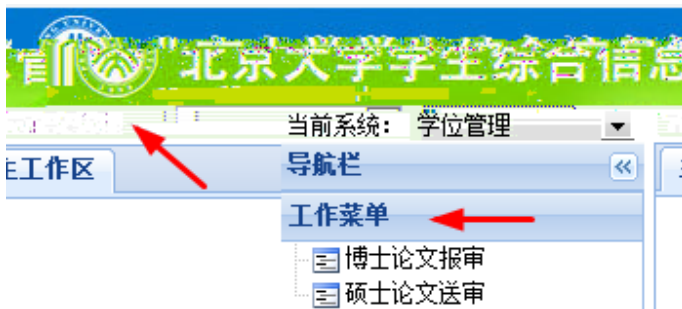 北京大学学生综合信息
当前系统： 学位管理
主工作区
导航栏
工作菜单
博士论文报审
硕士论文送审